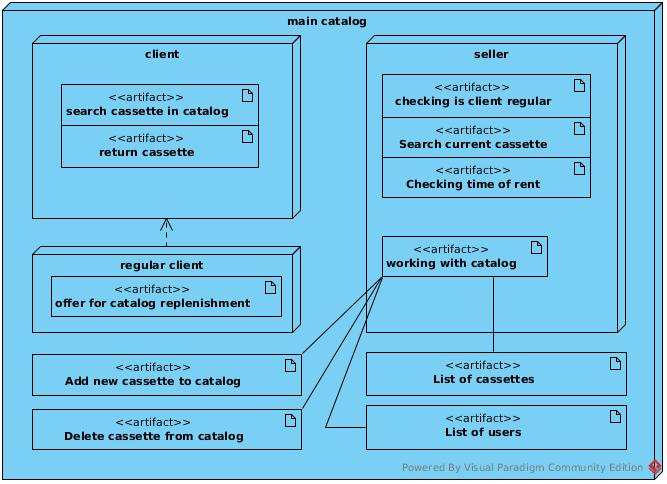 main catalog
client
<<artifact>>
search cassette in catalog
<<artifact>>
return cassette
seller
<<artifact>>
checking is client regular
<<artifact>>
Search current cassette
<<artifact>>
Checking time of rent
<<artifact>>
working with catalog
regular client
<<artifact>>
offer for catalog replenishment
<<artifact>>
Add new cassette to catalog
<<artifact>>
List of cassettes
<<artifact>>
Delete cassette from catalog
<<artifact>>
List of users
Powered By Visual Paradigm Community Edition